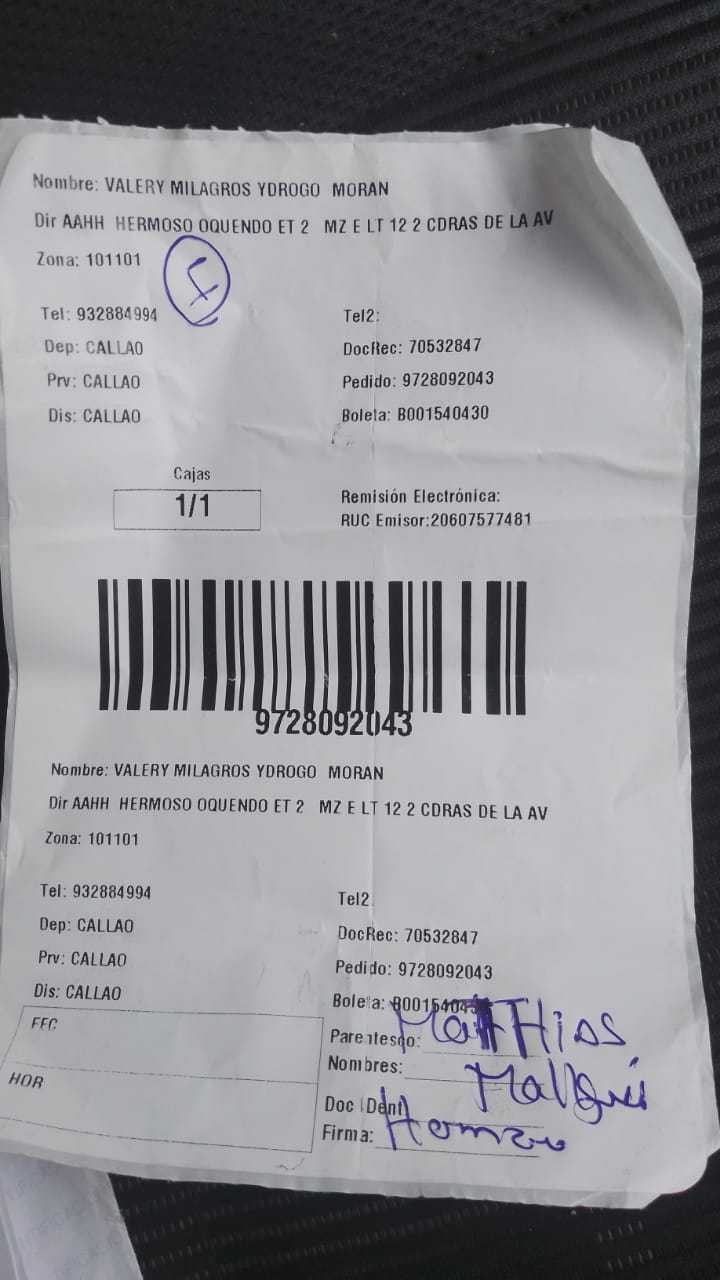 Nombre: VALERY MILAGROS YDROGO MORAN
Dir AAHH HERMOSO OQUENDO ET 2 MZ E LT 12 2 CDRAS DE LA AV
Zona: 101101
Tel: 932884994 Tel2:
Dep: CALLAO DocRec: 70532847
Prv: CALLAO Pedido: 9728092043
Dis: CALLAO Boleta: B001540430
Cajas
1/1
Remisión Electrónica:
RUC Emisor:20607577481
9728092043
Nombre: VALERY MILAGROS YDROGO MORAN
Dir AAHH HERMOSO OQUENDO ET 2 MZ E LT 12 2 CDRAS DE LA AV
Zona: 101101
Tel: 932884994 Tel2
Dep: CALLAO DocRec: 70532847
Prv: CALLAO Pedido: 9728092043
Dis: CALLAO Boleta:
FEC
HOR
Parentesco: MatHias
Nombres:
Doc Ident
Firma: